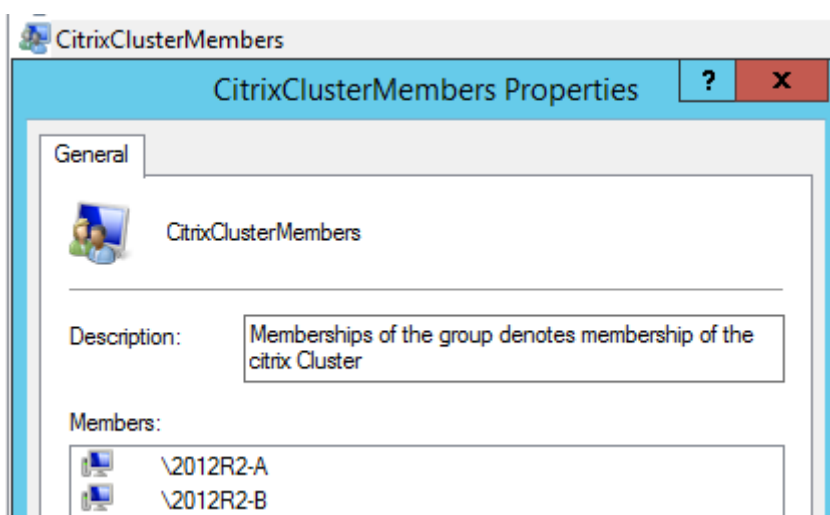 CitrixClusterMembers
CitrixClusterMembers Properties
?
x
General
CitrixClusterMembers
Description:
Memberships of the group denotes membership of the
citrix Cluster
Members:
\2012R2-A
\2012R2-B